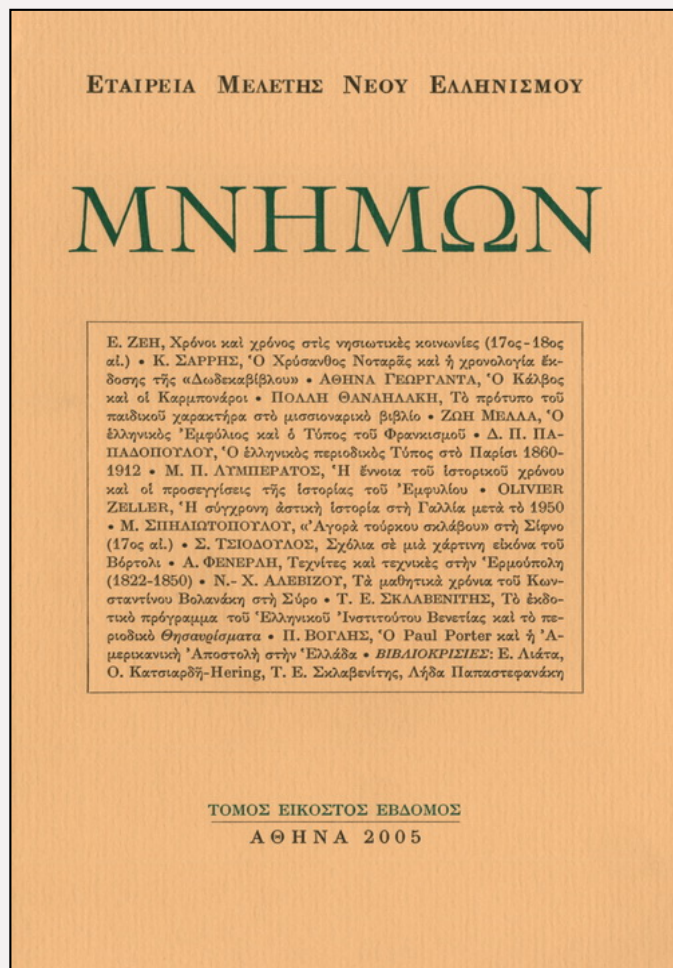 ΕΤΑΙΡΕΙΑ ΜΕΛΕΤΗΣ ΝΕΟΥ ΕΛΛΗΝΙΣΜΟΥ
ΜΝΗΜΩΝ
Ε. ΖΕΗ, Χρόνοι καὶ χρόνος στὶς νησιωτικὲς κοινωνίες (17ος-18ος
αἰ.) • Κ. ΣΑΡΡΗΣ, Ὁ Χρύσανθος Νοταρᾶς καὶ ἡ χρονολογία ἔκ-
δοσης τῆς «Δωδεκαβίβλου» • ΑΘΗΝΑ ΓΕΩΡΓΑΝΤΑ, Ὁ Κάλβος
καὶ οἱ Καρμπονάροι • ΠΟΛΛΗ ΘΑΝΑΗΛΑΚΗ, Τὸ πρότυπο τοῦ
παιδικοῦ χαρακτήρα στὸ μισσιοναρικὸ βιβλίο • ΖΩΗ ΜΕΛΛΑ, Ὁ
ἑλληνικὸς Ἐμφύλιος καὶ ὁ Τύπος τοῦ Φρανκισμοῦ • Δ. Π. ΠΑ-
ΠΑΔΟΠΟΥΛΟΥ, Ὁ ἑλληνικὸς περιοδικὸς Τύπος στὸ Παρίσι 1860-
1912 • Μ. Π. ΛΥΜΠΕΡΑΤΟΣ, Ἡ ἔννοια τοῦ ἱστορικοῦ χρόνου
καὶ οἱ προσεγγίσεις τῆς ἱστορίας τοῦ Ἐμφυλίου • OLIVIER
ZELLER, Ἡ σύγχρονη ἀστικὴ ἱστορία στὴ Γαλλία μετὰ τὸ 1950
• Μ. ΣΠΗΛΙΩΤΟΠΟΥΛΟΥ, «Ἀγορὰ τούρκου σκλάβου» στὴ Σίφνο
(17ος αἰ.) • Σ. ΤΣΙΟΔΟΥΛΟΣ, Σχόλια σὲ μιὰ χάρτινη εἰκόνα τοῦ
Βόρτολι • Α. ΦΕΝΕΡΛΗ, Τεχνίτες καὶ τεχνικὲς στὴν Ἑρμούπολη
(1822-1850) • Ν.- Χ. ΑΛΕΒΙΖΟΥ, Τὰ μαθητικὰ χρόνια τοῦ Κων-
σταντίνου Βολανάκη στὴ Σύρο • Τ. Ε. ΣΚΛΑΒΕΝΙΤΗΣ, Τὸ ἐκδο-
τικὸ πρόγραμμα τοῦ Ἑλληνικοῦ Ἰνστιτούτου Βενετίας καὶ τὸ πε-
ριοδικὸ Θησαυρίσματα • Π. ΒΟΓΛΗΣ, Ὁ Paul Porter καὶ ἡ Ἀ-
μερικανικὴ Ἀποστολὴ στὴν Ἑλλάδα • ΒΙΒΛΙΟΚΡΙΣΙΕΣ: Ε. Λιάτα,
Ο. Κατσιαρδῆ-Hering, Τ. Ε. Σκλαβενίτης, Λήδα Παπαστεφανάκη
ΤΟΜΟΣ ΕΙΚΟΣΤΟΣ ΕΒΔΟΜΟΣ
ΑΘΗΝΑ 2005